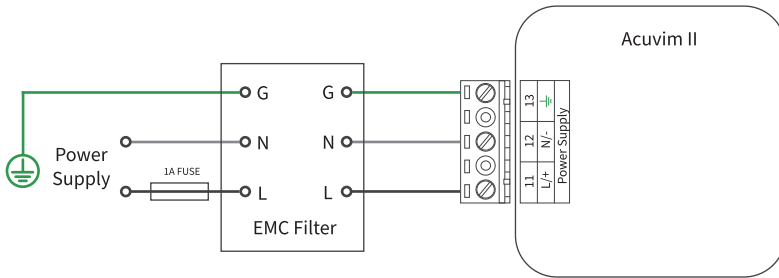 Acuvim II
G
G
13
N
N
12
N/-
Power
Supply
1A FUSE
L
L
11
L/+
Power Supply
EMC Filter